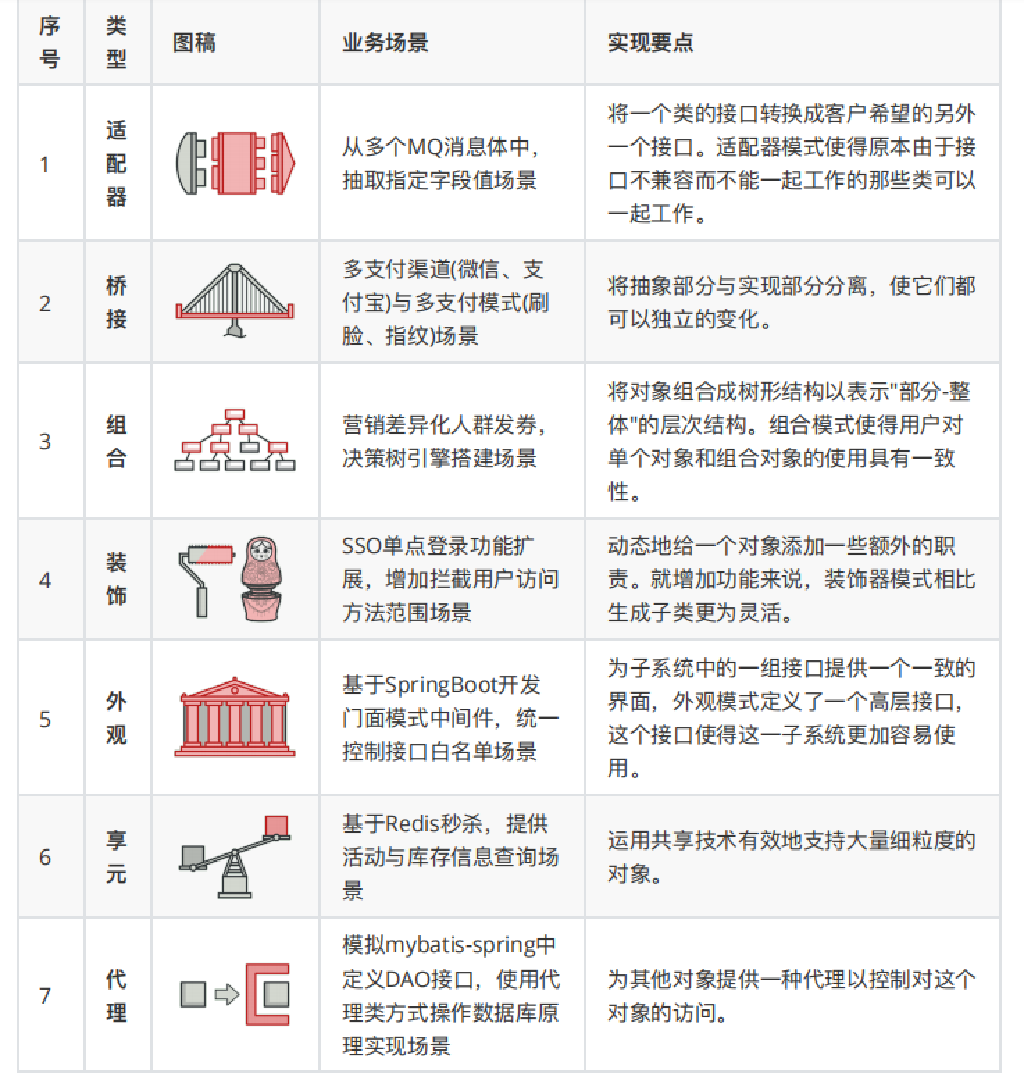 序号
类型
图稿
业务场景
实现要点
1
适配器
从多个MQ消息体中，
抽取指定字段值场景
将一个类的接口转换成客户希望的另外
一个接口。适配器模式使得原本由于接
口不兼容而不能一起工作的那些类可以
一起工作。
2
桥接
多支付渠道(微信、支
付宝)与多支付模式(刷
脸、指纹)场景
将抽象部分与实现部分分离，使它们都
可以独立的变化。
3
组合
营销差异化人群发券，
决策树引擎搭建场景
将对象组合成树形结构以表示"部分-整
体"的层次结构。组合模式使得用户对
单个对象和组合对象的使用具有一致
性。
4
装饰
SSO单点登录功能扩
展，增加拦截用户访问
方法范围场景
动态地给一个对象添加一些额外的职
责。就增加功能来说，装饰器模式相比
生成子类更为灵活。
5
外观
基于SpringBoot开发
门面模式中间件，统一
控制接口白名单场景
为子系统中的一组接口提供一个一致的
界面，外观模式定义了一个高层接口，
这个接口使得这一子系统更加容易使
用。
6
享元
基于Redis秒杀，提供
活动与库存信息查询场
景
运用共享技术有效地支持大量细粒度的
对象。
7
代理
模拟mybatis-spring中
定义DAO接口，使用代
理类方式操作数据库原
理实现场景
为其他对象提供一种代理以控制对这个
对象的访问。